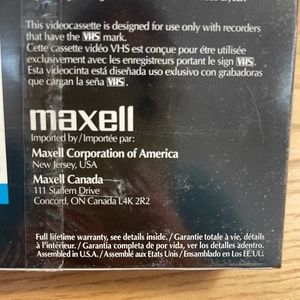 This videocassette is designed for use only with recorders
that have the VHS mark.
Cette cassette vidéo VHS est conçue pour être utilisée
exclusivement avec les enregistreurs portant le sign VHS.
Esta videocinta está diseñada uso exlusivo con grabadoras
que cargan la seña VHS.
maxell
Imported by / Importée par:
Maxell Corporation of America
New Jersey, USA
Maxell Canada
111 Staffern Drive
Concord, ON Canada L4K 2R2
Full lifetime warranty, see details inside. / Garantie totale à vie, détails
à l'intérieur. / Garantía completa de por vida, ver los detalles adentro.
Assembled in U.S.A. / Assemblé aux Etats Unis / Ensamblado en Los EE.UU.